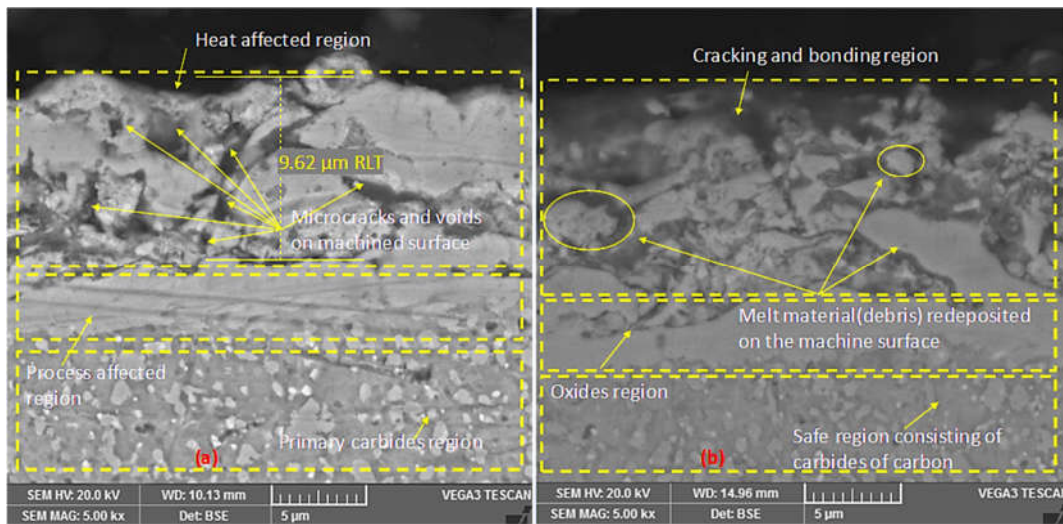 Heat affected region
9.62 µm RLT
Microcracks and voids
on machined surface
Process affected
region
Primary carbides region
(a)
SEM HV: 20.0 kV
WD: 10.13 mm
VEGA3 TESCAN
SEM MAG: 5.00 kx
Det: BSE
5 µm
Cracking and bonding
region
Melt material(debris) redeposited
on the machine surface
Oxides region
Safe region consisting of
carbides of carbon
(b)
SEM HV: 20.0 kV
WD: 14.96 mm
VEGA3 TESCAN
SEM MAG: 5.00 kx
Det: BSE
5 µm